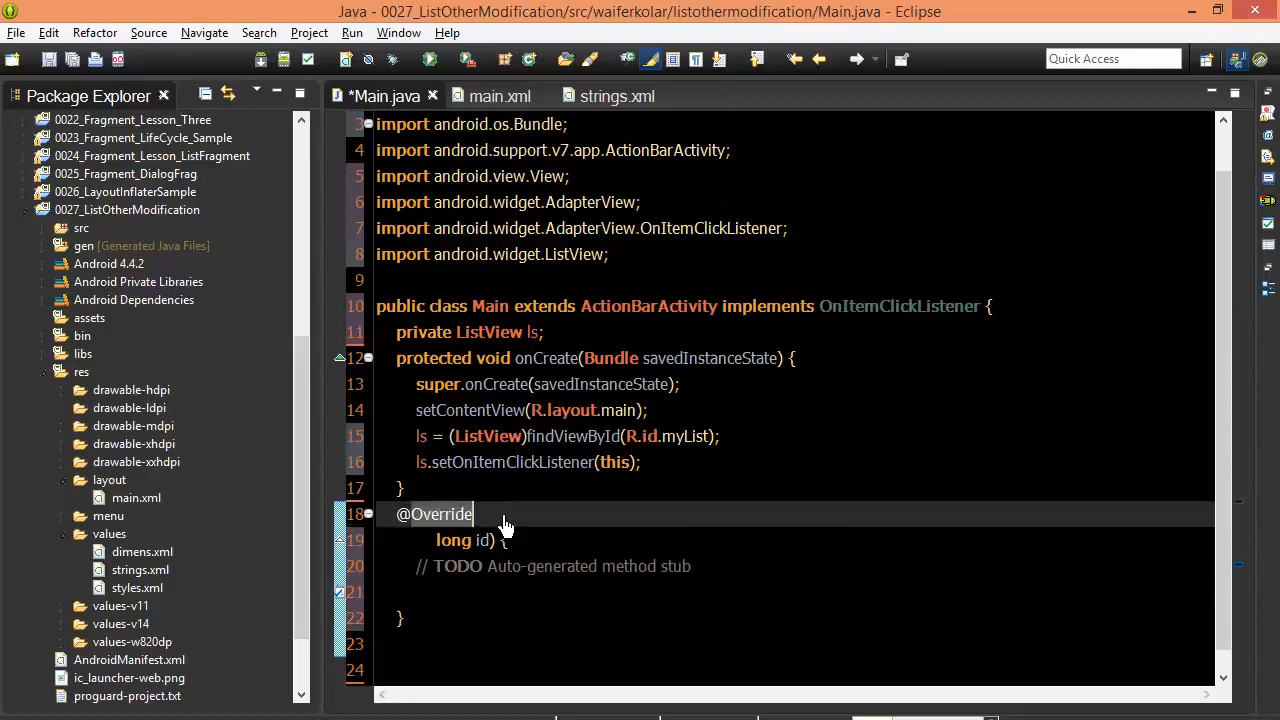 Java - 0027_ListOtherModification/src/waiferkolar/listothermodification/Main.java - Eclipse
File Edit Refactor Source Navigate Search Project Run Window Help
Quick Access
Package Explorer
*Main.java main.xml strings.xml
0022_Fragment_Lesson_Three
0023_Fragment_LifeCycle_Sample
0024_Fragment_Lesson_ListFragment
0025_Fragment_DialogFrag
0026_LayoutInflaterSample
0027_ListOtherModification
src
gen [Generated Java Files]
Android 4.4.2
Android Private Libraries
Android Dependencies
assets
bin
libs
res
drawable-hdpi
drawable-ldpi
drawable-mdpi
drawable-xhdpi
drawable-xxhdpi
layout
main.xml
menu
values
dimens.xml
strings.xml
styles.xml
values-v11
values-v14
values-w820dp
AndroidManifest.xml
ic_launcher-web.png
proguard-project.txt
3 import android.os.Bundle;
4 import android.support.v7.app.ActionBarActivity;
5 import android.view.View;
6 import android.widget.AdapterView;
7 import android.widget.AdapterView.OnItemClickListener;
8 import android.widget.ListView;
9
10 public class Main extends ActionBarActivity implements OnItemClickListener {
11 private ListView ls;
12 protected void onCreate(Bundle savedInstanceState) {
13 super.onCreate(savedInstanceState);
14 setContentView(R.layout.main);
15 ls = (ListView)findViewById(R.id.myList);
16 ls.setOnItemClickListener(this);
17 }
18 @Override
19 long id) {
20 // TODO Auto-generated method stub
21
22 }
23
24